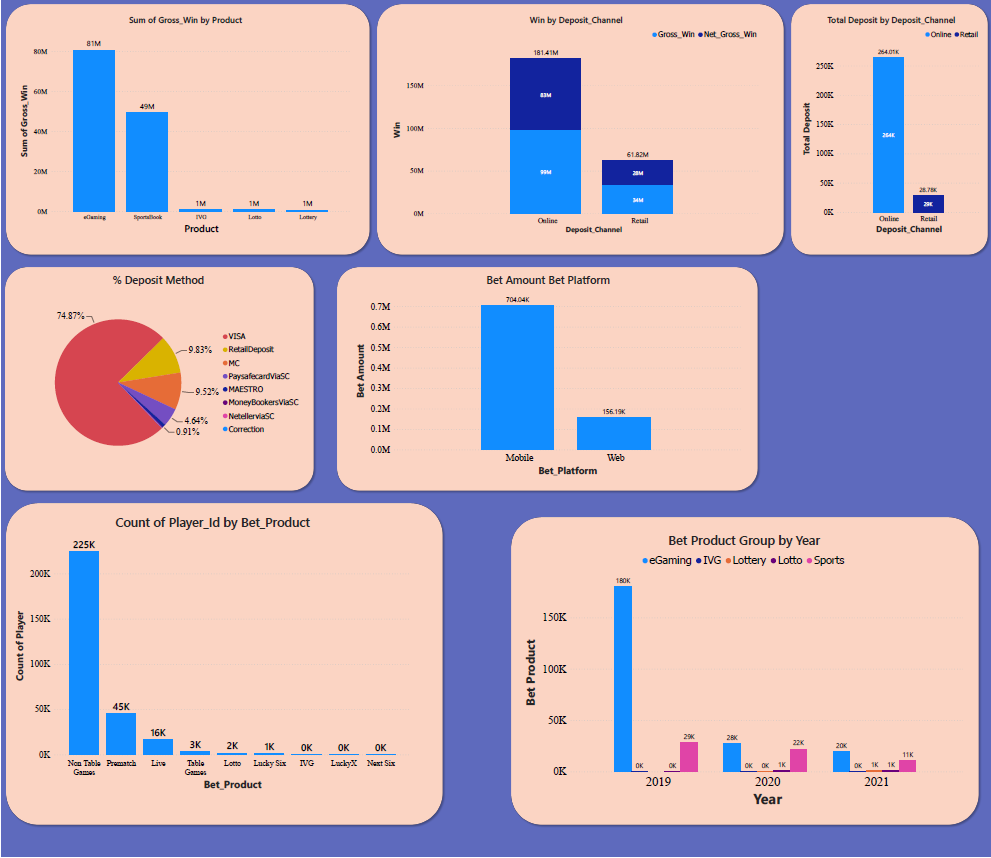 Sum of Gross_Win by Product
80M
60M
40M
20M
0M
Sum of Gross_Win
81M
49M
1M
1M
1M
eGaming
SportsBook
IVG
Lotto
Lottery
Product
Win by Deposit_Channel
Gross_Win Net_Gross_Win
150M
100M
50M
0M
Win
181.41M
83M
99M
61.82M
28M
34M
Online
Retail
Deposit_Channel
Total Deposit by Deposit_Channel
Online Retail
250K
200K
150K
100K
50K
0K
Total Deposit
264.01K
264K
28.78K
29K
Online
Retail
Deposit_Channel
% Deposit Method
74.87%
9.83%
9.52%
4.64%
0.91%
VISA
RetailDeposit
MC
PaysafecardViaSC
MAESTRO
MoneyBookersViaSC
NetellerviaSC
Correction
Bet Amount Bet Platform
0.7M
0.6M
0.5M
0.4M
0.3M
0.2M
0.1M
0.0M
Bet Amount
704.04K
156.19K
Mobile
Web
Bet_Platform
Count of Player_Id by Bet_Product
200K
150K
100K
50K
0K
Count of Player
225K
45K
16K
3K
2K
1K
0K
0K
0K
Non Table
Games
Prematch
Live
Table
Games
Lotto
Lucky Six
IVG
LuckyX
Next Six
Bet_Product
Bet Product Group by Year
eGaming IVG Lottery Lotto Sports
150K
100K
50K
0K
Bet Product
180K
0K
0K
29K
28K
0K
0K
1K
22K
20K
0K
1K
1K
11K
2019
2020
2021
Year